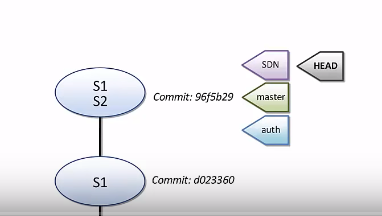 S1
S2
Commit: 96f5b29
SDN
HEAD
master
auth
S1
Commit: d023360